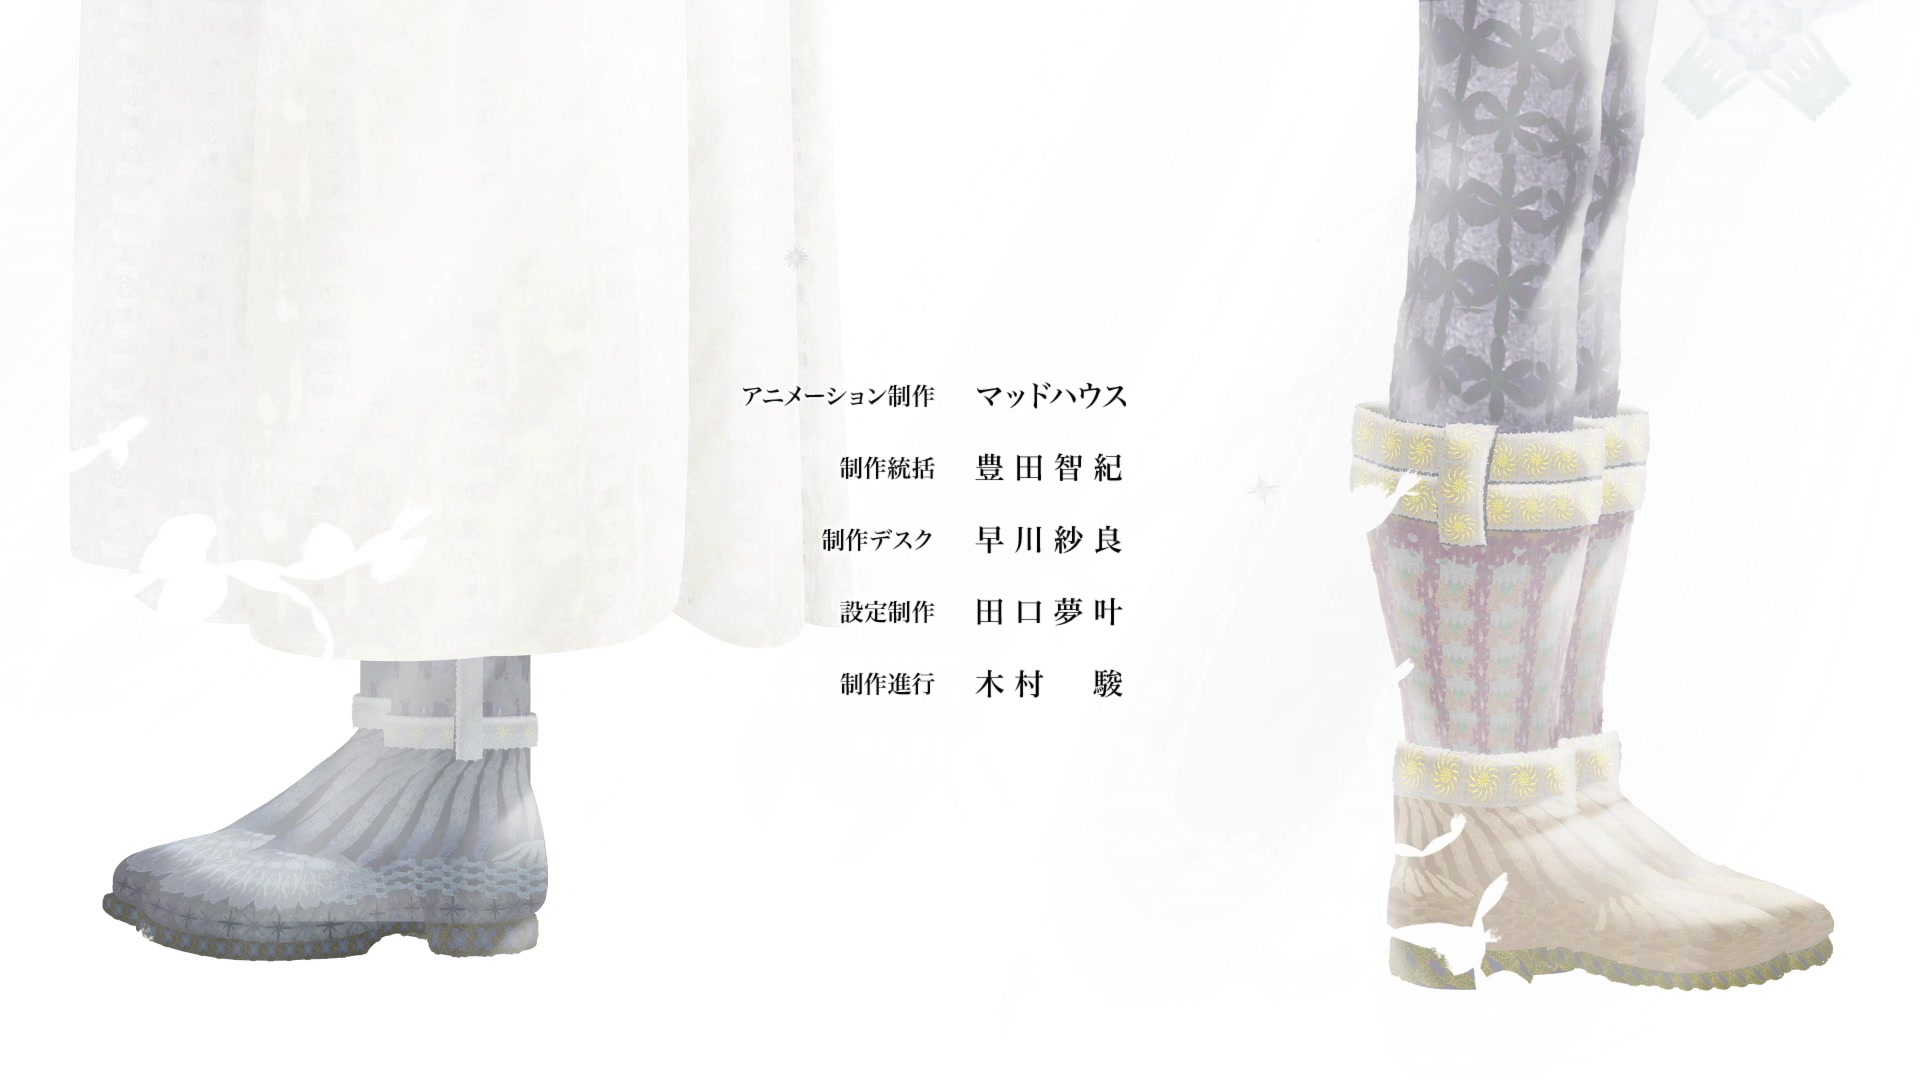 アニメーション制作 マッドハウス
制作統括 豊田智紀
制作デスク 早川紗良
設定制作 田口夢叶
制作進行 木村 駿